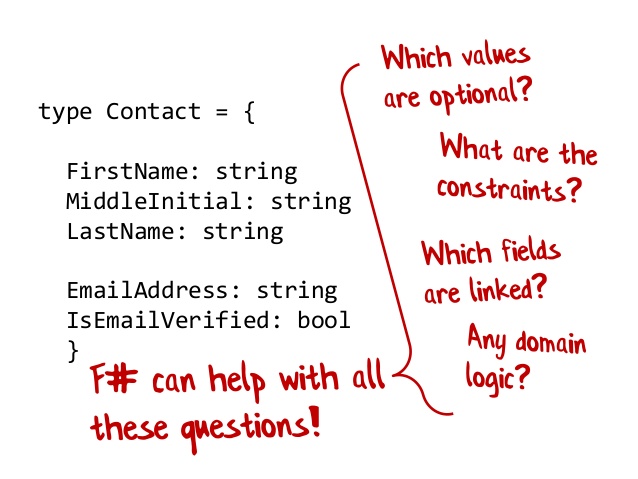 type Contact = {
FirstName: string
MiddleInitial: string
LastName: string
EmailAddress: string
IsEmailVerified: bool
}
Which values
are optional?
What are the
constraints?
Which fields
are linked?
Any domain
logic?
F# can help with all
these questions!